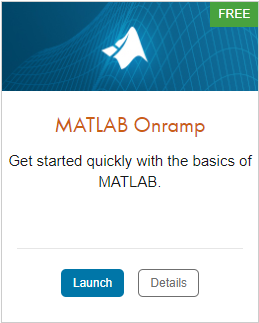 FREE
MATLAB Onramp
Get started quickly with the basics of
MATLAB.
Launch
Details